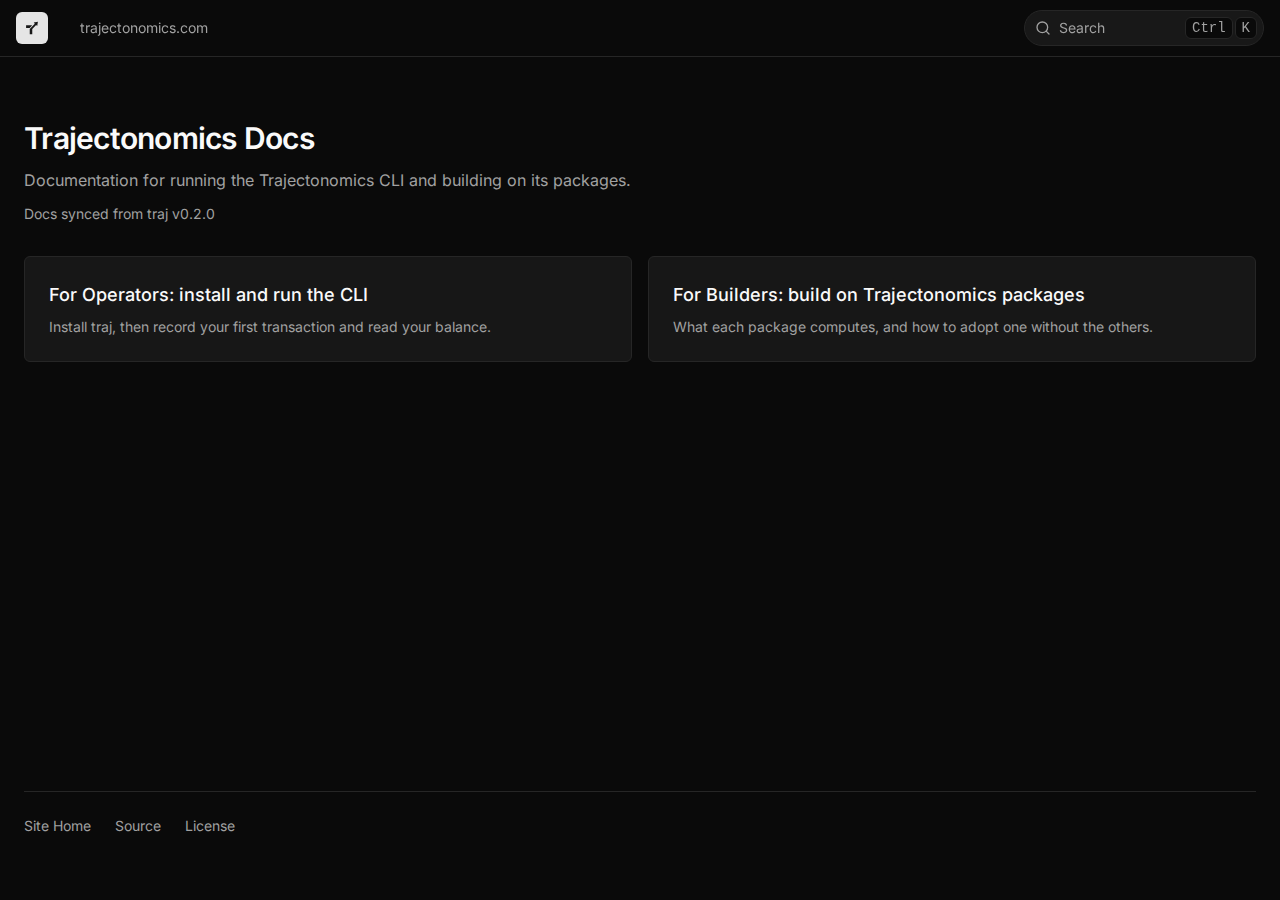 trajectonomics.com
Search
Ctrl K
Trajectonomics Docs
Documentation for running the Trajectonomics CLI and building on its packages.
Docs synced from traj v0.2.0
For Operators: install and run the CLI
Install traj, then record your first transaction and read your balance.
For Builders: build on Trajectonomics packages
What each package computes, and how to adopt one without the others.
Site Home
Source
License